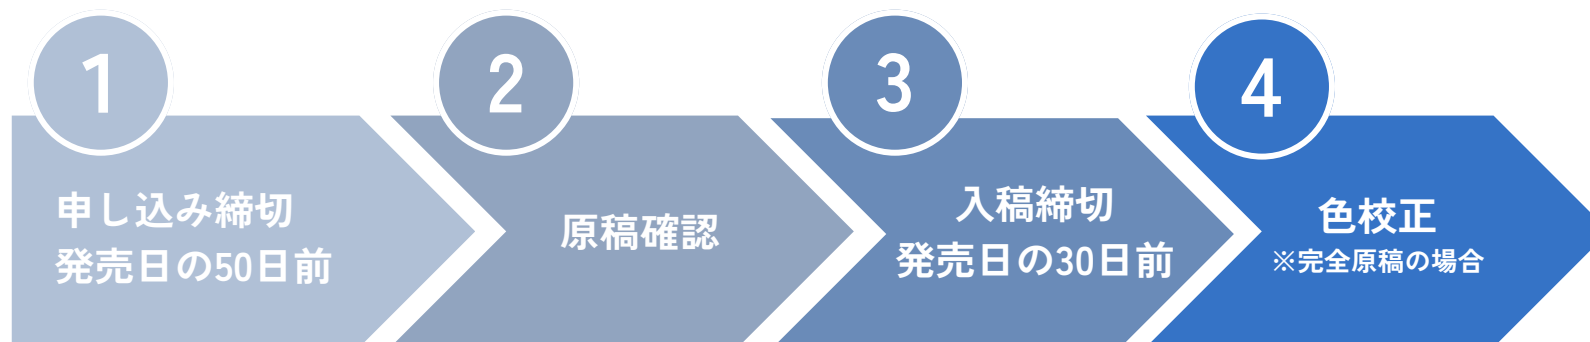 1
申し込み締切
発売日の50日前
2
原稿確認
3
入稿締切
発売日の30日前
4
色校正
※完全原稿の場合